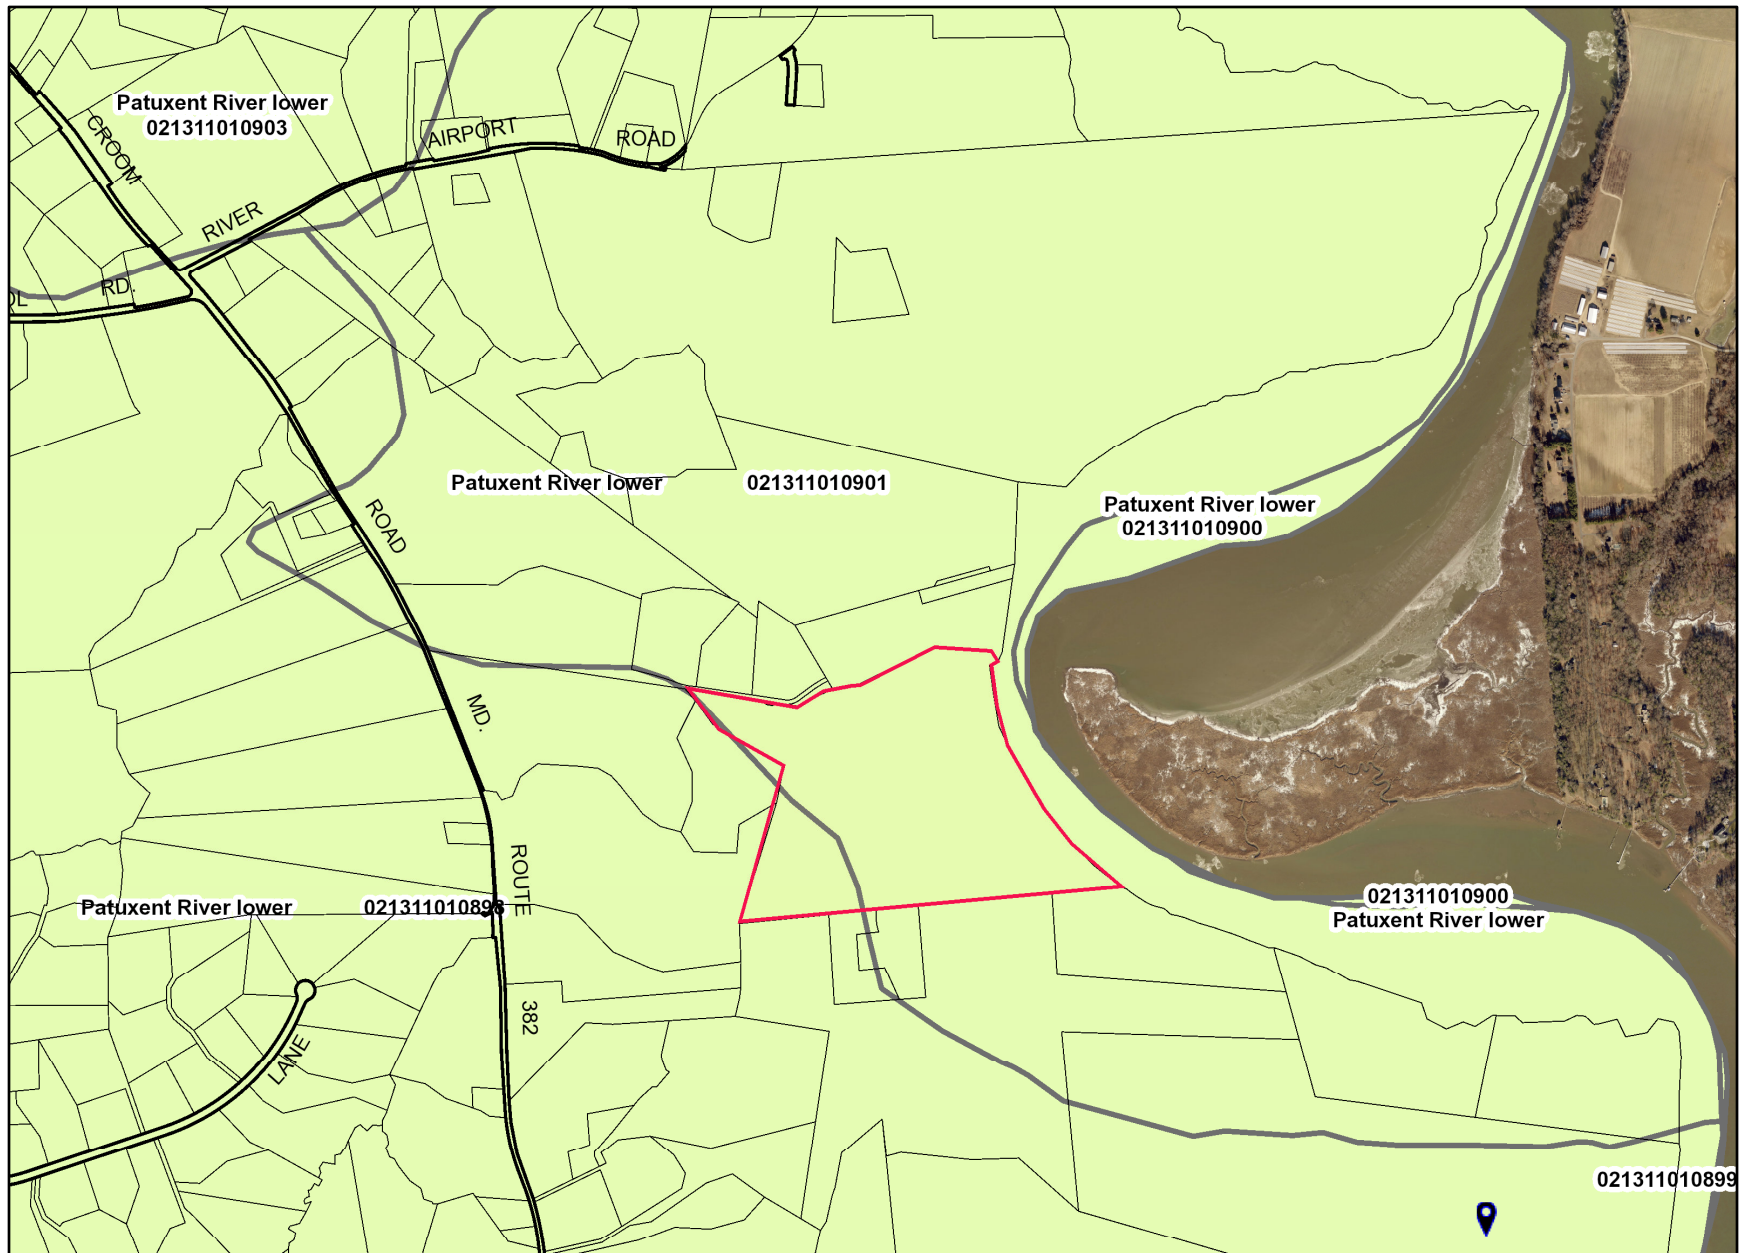 Patuxent River lower
021311010903
CROOM
AIRPORT
ROAD
RIVER
RD.
Patuxent River lower
021311010901
Patuxent River lower
021311010900
ROAD
MD.
ROUTE
021311010900
Patuxent River lower
Patuxent River lower
021311010898
382
LANE
021311010899